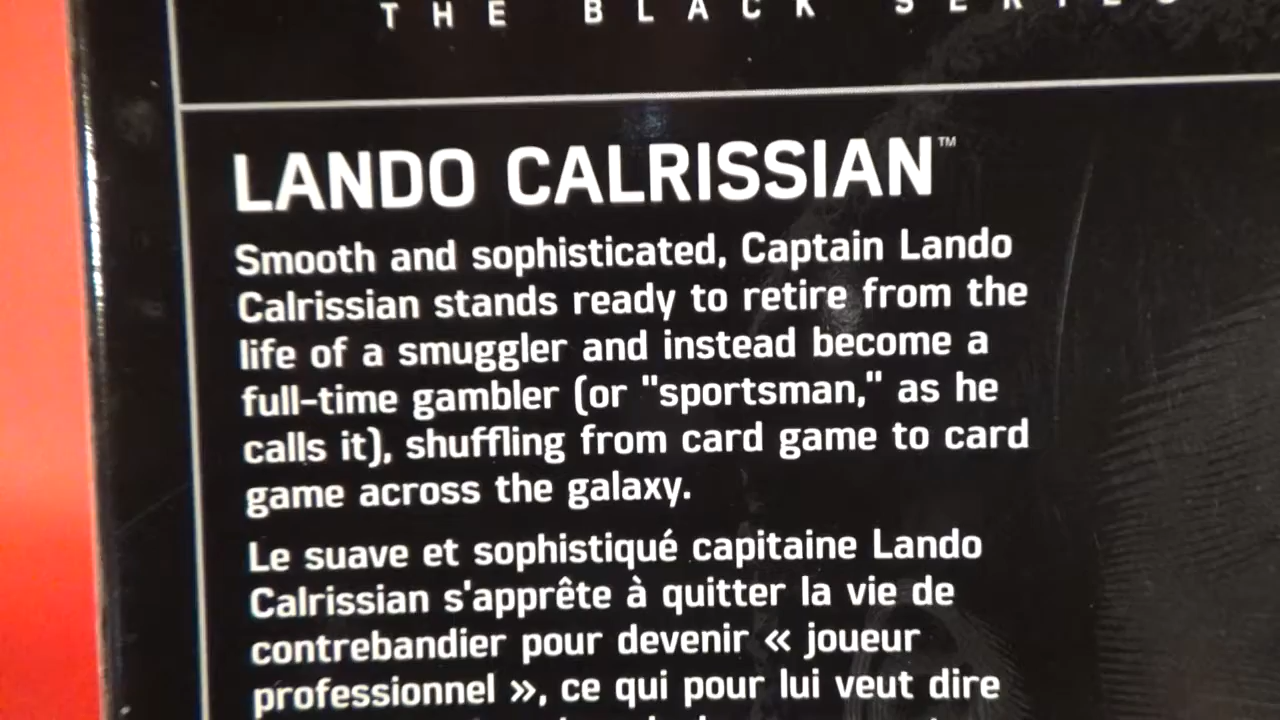 THE BLACK SERIES
LANDO CALRISSIAN™
Smooth and sophisticated, Captain Lando
Calrissian stands ready to retire from the
life of a smuggler and instead become a
full-time gambler (or "sportsman," as he
calls it), shuffling from card game to card
game across the galaxy.
Le suave et sophistiqué capitaine Lando
Calrissian s'apprête à quitter la vie de
contrebandier pour devenir « joueur
professionnel », ce qui pour lui veut dire